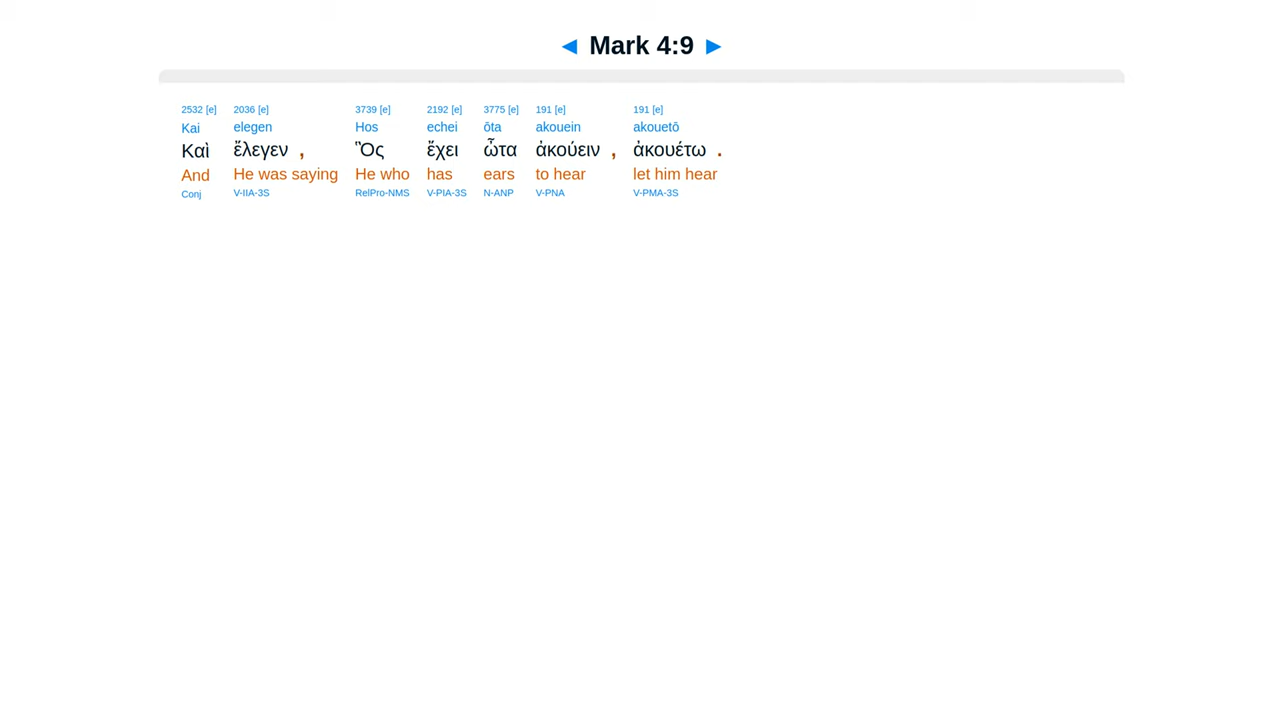 ◄ Mark 4:9 ►
2532 [e] 2036 [e] 3739 [e] 2192 [e] 3775 [e] 191 [e] 191 [e]
Kai elegen Hos echei ōta akouein akouetō
Καὶ ἔλεγεν , Ὃς ἔχει ὦτα ἀκούειν , ἀκουέτω .
And He was saying He who has ears to hear let him hear
Conj V-IIA-3S RelPro-NMS V-PIA-3S N-ANP V-PNA V-PMA-3S